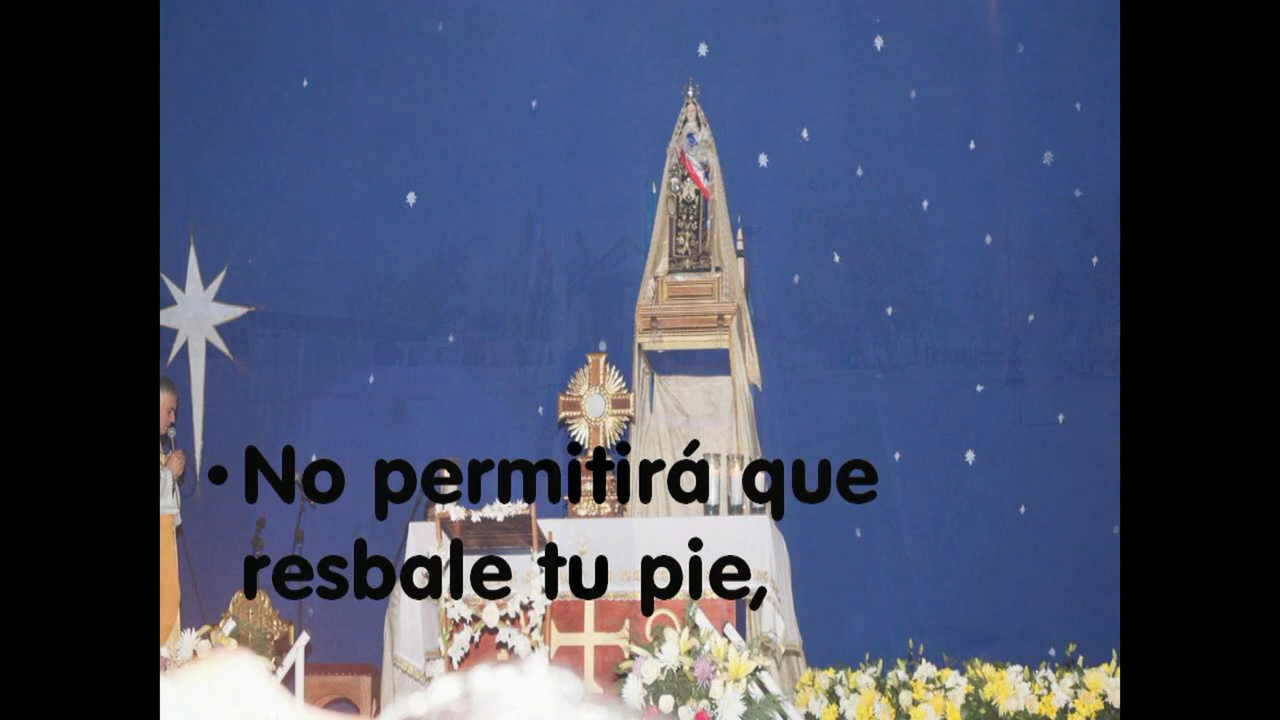 • No permitirá que
resbale tu pie,